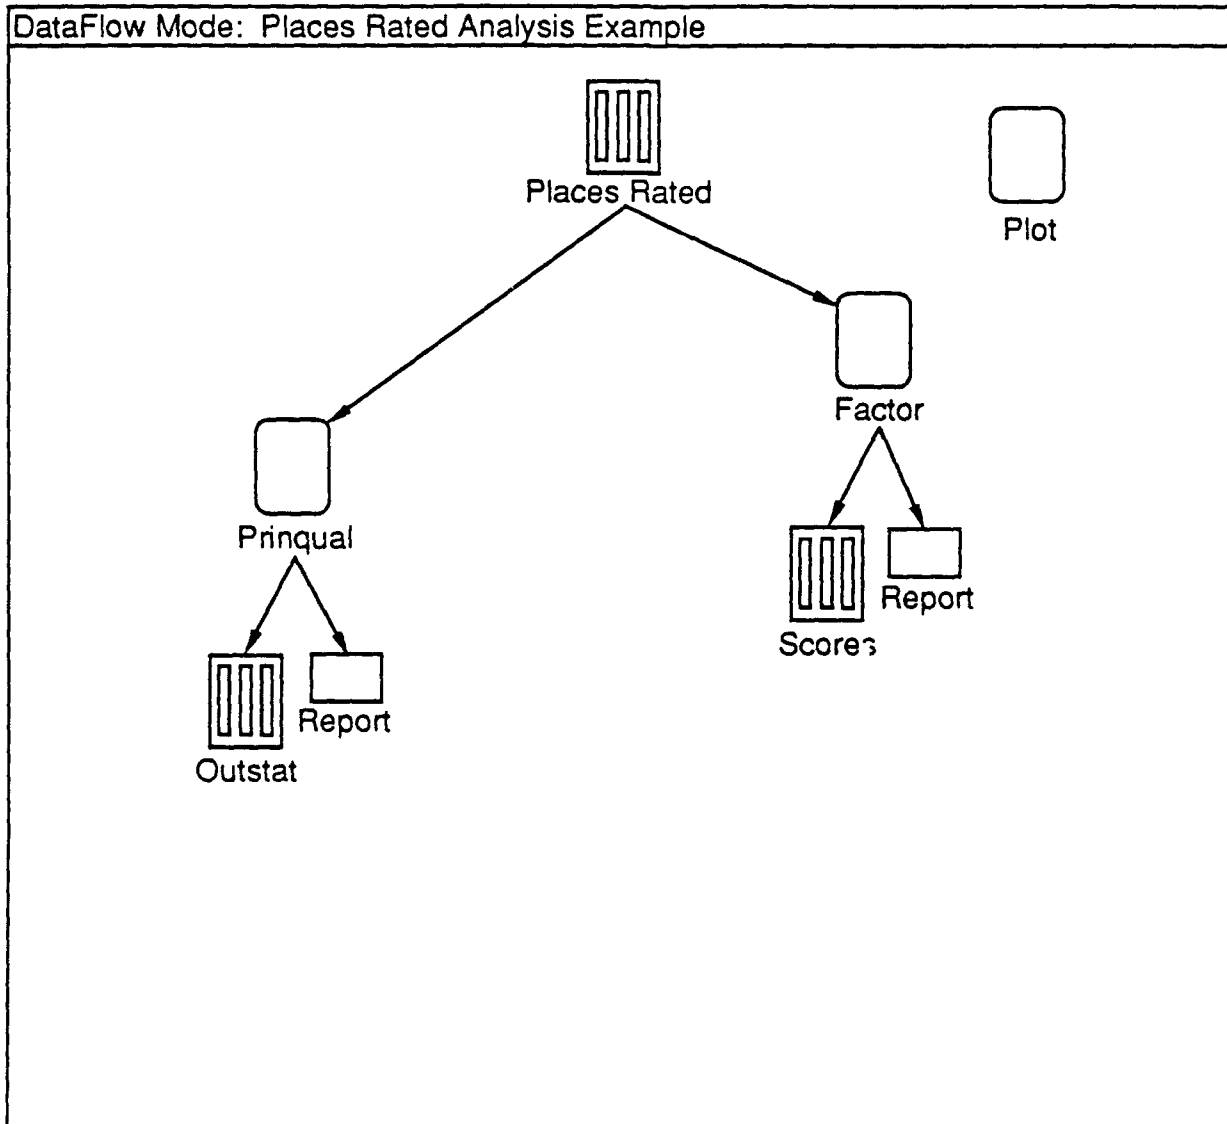 DataFlow Mode: Places Rated Analysis Example
Places Rated
Plot
Factor
Prinqual
Scores
Report
Outstat
Report